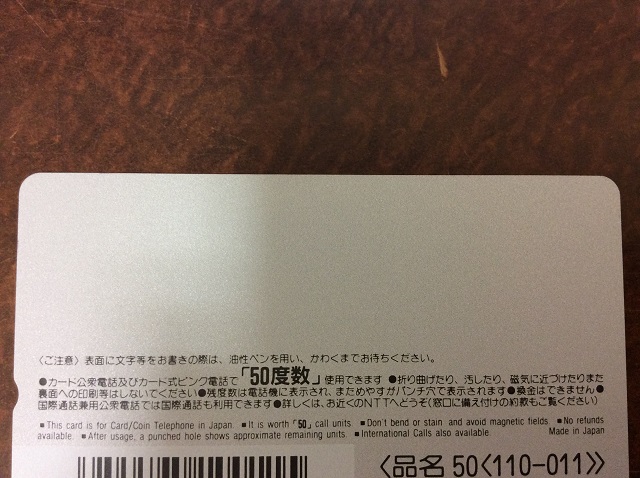 〈ご注意〉表面に文字等をお書きの際は、油性ペンを用い、かわくまでお待ちください。
●カード公衆電話及びカード式ピンク電話で「50度数」使用できます ●折り曲げたり、汚したり、磁気に近づけたりまた
裏面への印刷等はしないでください●残度数は電話機に表示され、まためやすがパンチ穴で表示されます●換金はできません●
国際通話兼用公衆電話では国際通話も利用できます●詳しくは、お近くのNTTへどうぞ(窓口に備え付けの約款もご覧ください)
■This card is for Card/Coin Telephone in Japan. ■It is worth「50」call units. ■Don't bend or stain and avoid magnetic fields. ■No refunds
available. ■After usage, a punched hole shows approximate remaining units. ■International Calls also available. Made in Japan
〈品名 50〈110-011〉〉